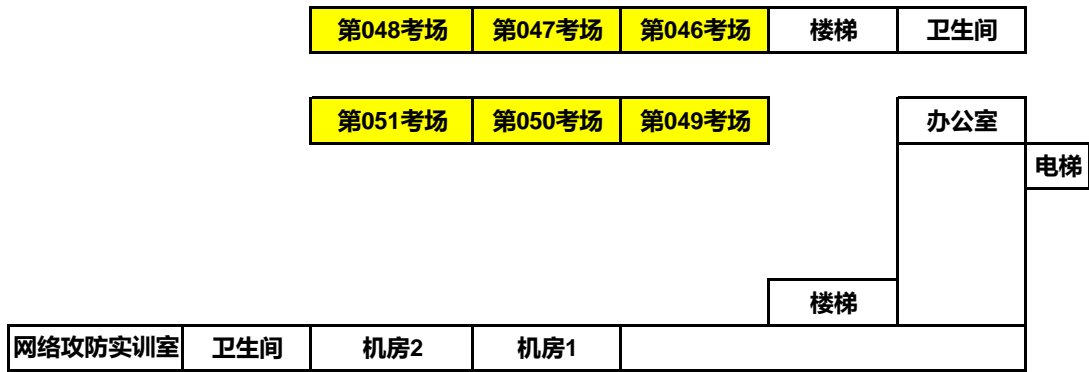 第048考场 第047考场 第046考场 楼梯 卫生间
第051考场 第050考场 第049考场 办公室
电梯
楼梯
网络攻防实训室 卫生间 机房2 机房1